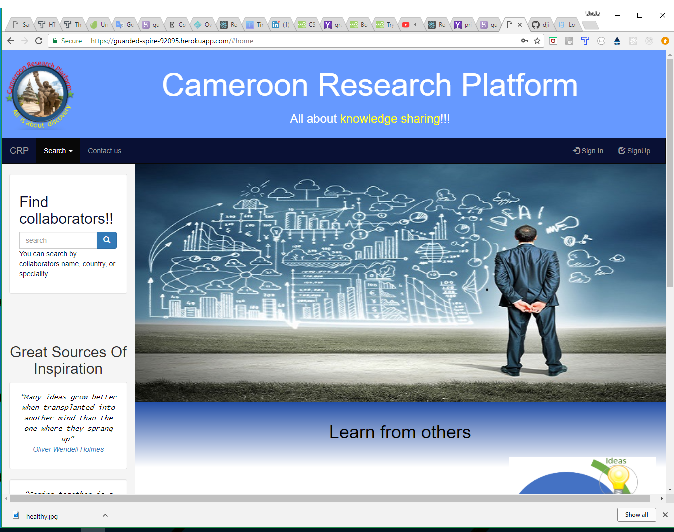 Secure
https://guarded-spire-92095.herokuapp.com/#home
Cameroon Research Platform
All about knowledge sharing!!!
CRP
Search
Contact us
Sign In
SignUp
Find
collaborators!!
search
You can search by
collaborators name, country, or
speciality
IDEA!
Great Sources Of
Inspiration
"Many ideas grow better
when transplanted into
another mind than the
one where they sprang
up"
Oliver Wendell Holmes
Learn from others
Ideas
healthy.jpg
Show all